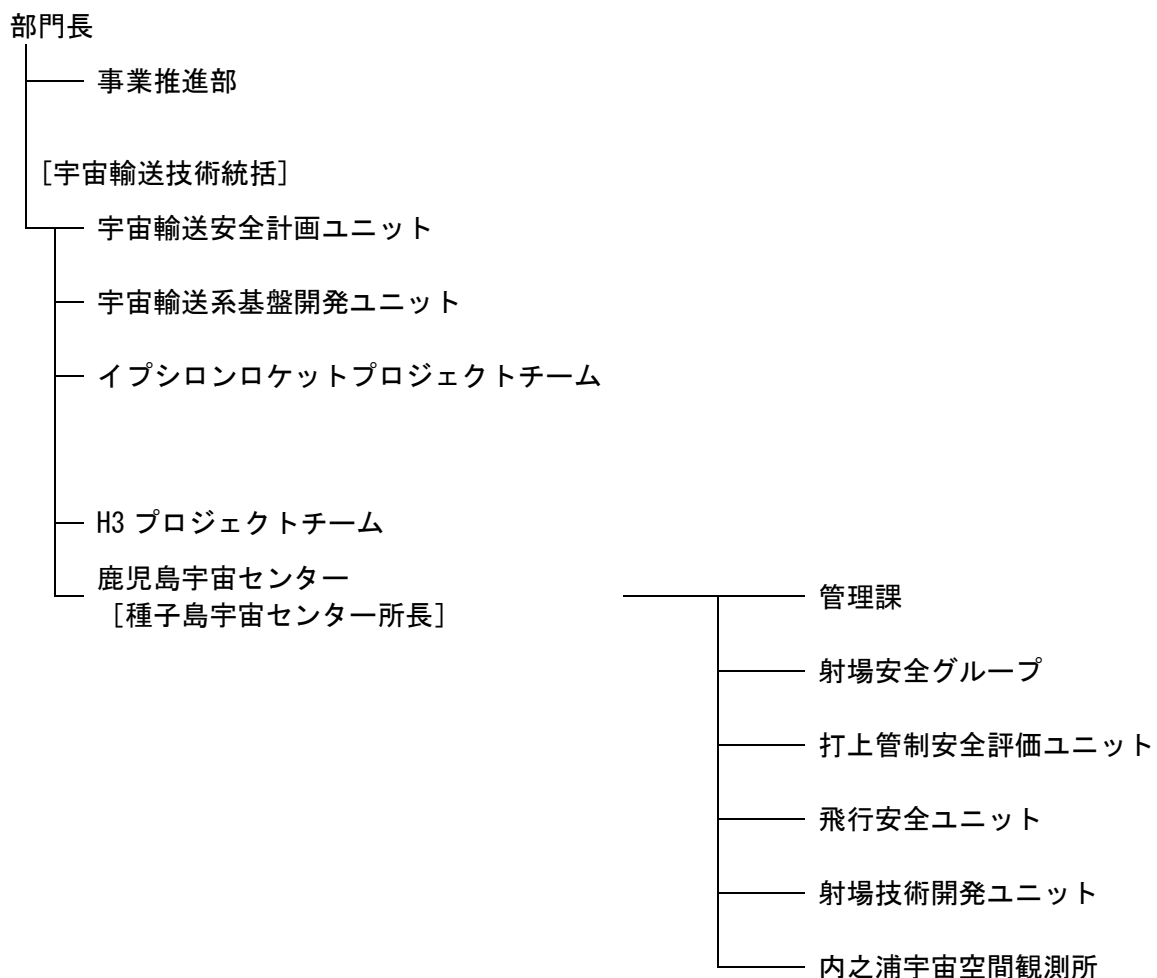 部門長
事業推進部
[宇宙輸送技術統括]
宇宙輸送安全計画ユニット
宇宙輸送系基盤開発ユニット
イプシロンロケットプロジェクトチーム
H3 プロジェクトチーム
鹿児島宇宙センター
[種子島宇宙センター所長]
管理課
射場安全グループ
打上管制安全評価ユニット
飛行安全ユニット
射場技術開発ユニット
内之浦宇宙空間観測所